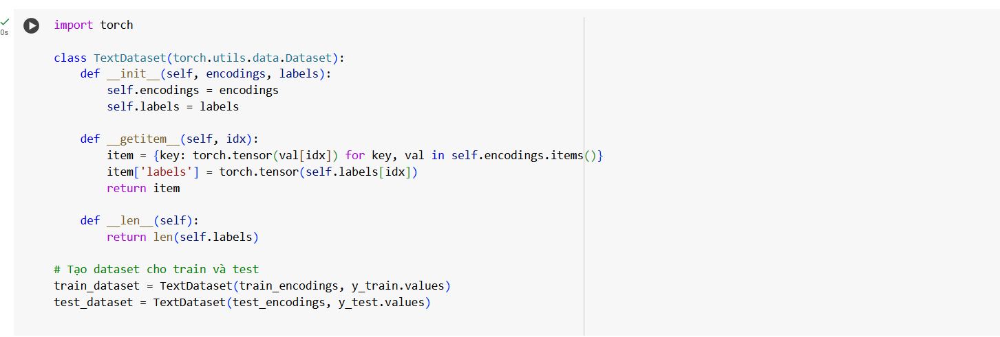 0s
import torch
class TextDataset(torch.utils.data.Dataset):
    def __init__(self, encodings, labels):
        self.encodings = encodings
        self.labels = labels
    def __getitem__(self, idx):
        item = {key: torch.tensor(val[idx]) for key, val in self.encodings.items()}
        item['labels'] = torch.tensor(self.labels[idx])
        return item
    def __len__(self):
        return len(self.labels)
# Tạo dataset cho train và test
train_dataset = TextDataset(train_encodings, y_train.values)
test_dataset = TextDataset(test_encodings, y_test.values)